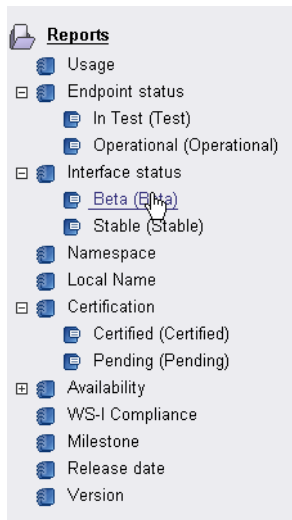 Reports
Usage
Endpoint status
In Test (Test)
Operational (Operational)
Interface status
Beta (Beta)
Stable (Stable)
Namespace
Local Name
Certification
Certified (Certified)
Pending (Pending)
Availability
WS-I Compliance
Milestone
Release date
Version